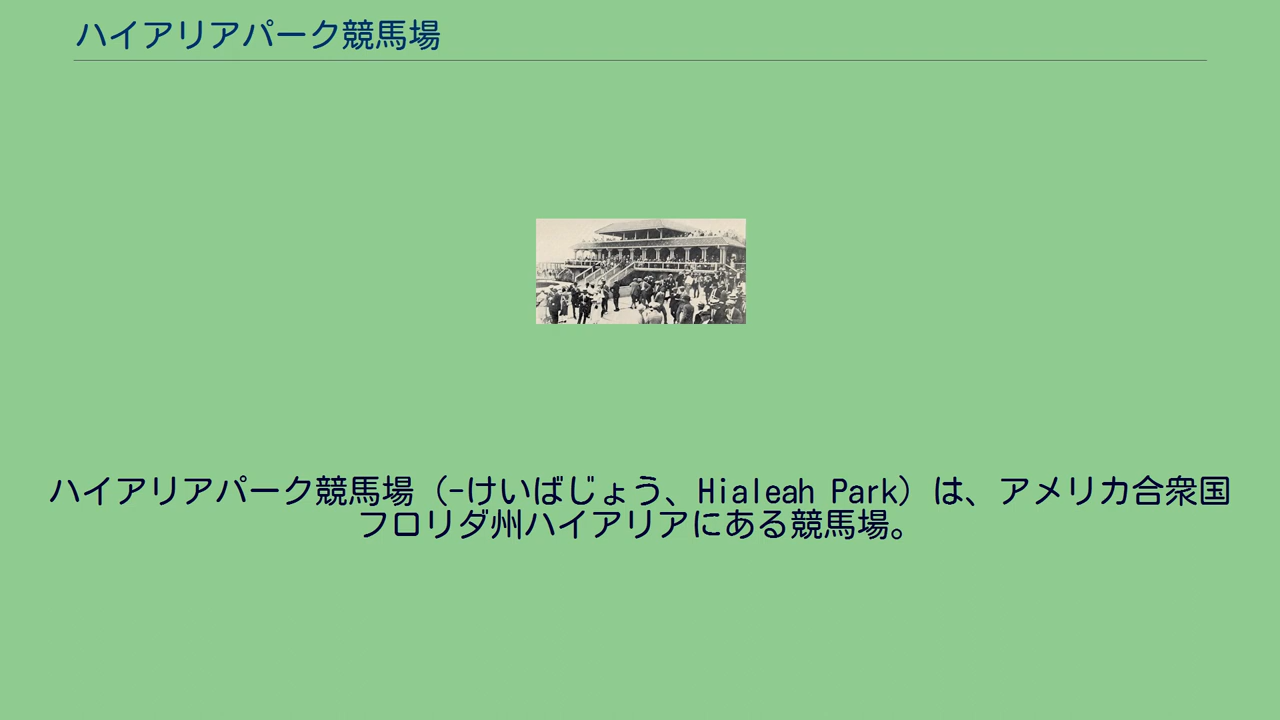 ハイアリアパーク競馬場
ハイアリアパーク競馬場（-けいばじょう、Hialeah Park）は、アメリカ合衆国
フロリダ州ハイアリアにある競馬場。